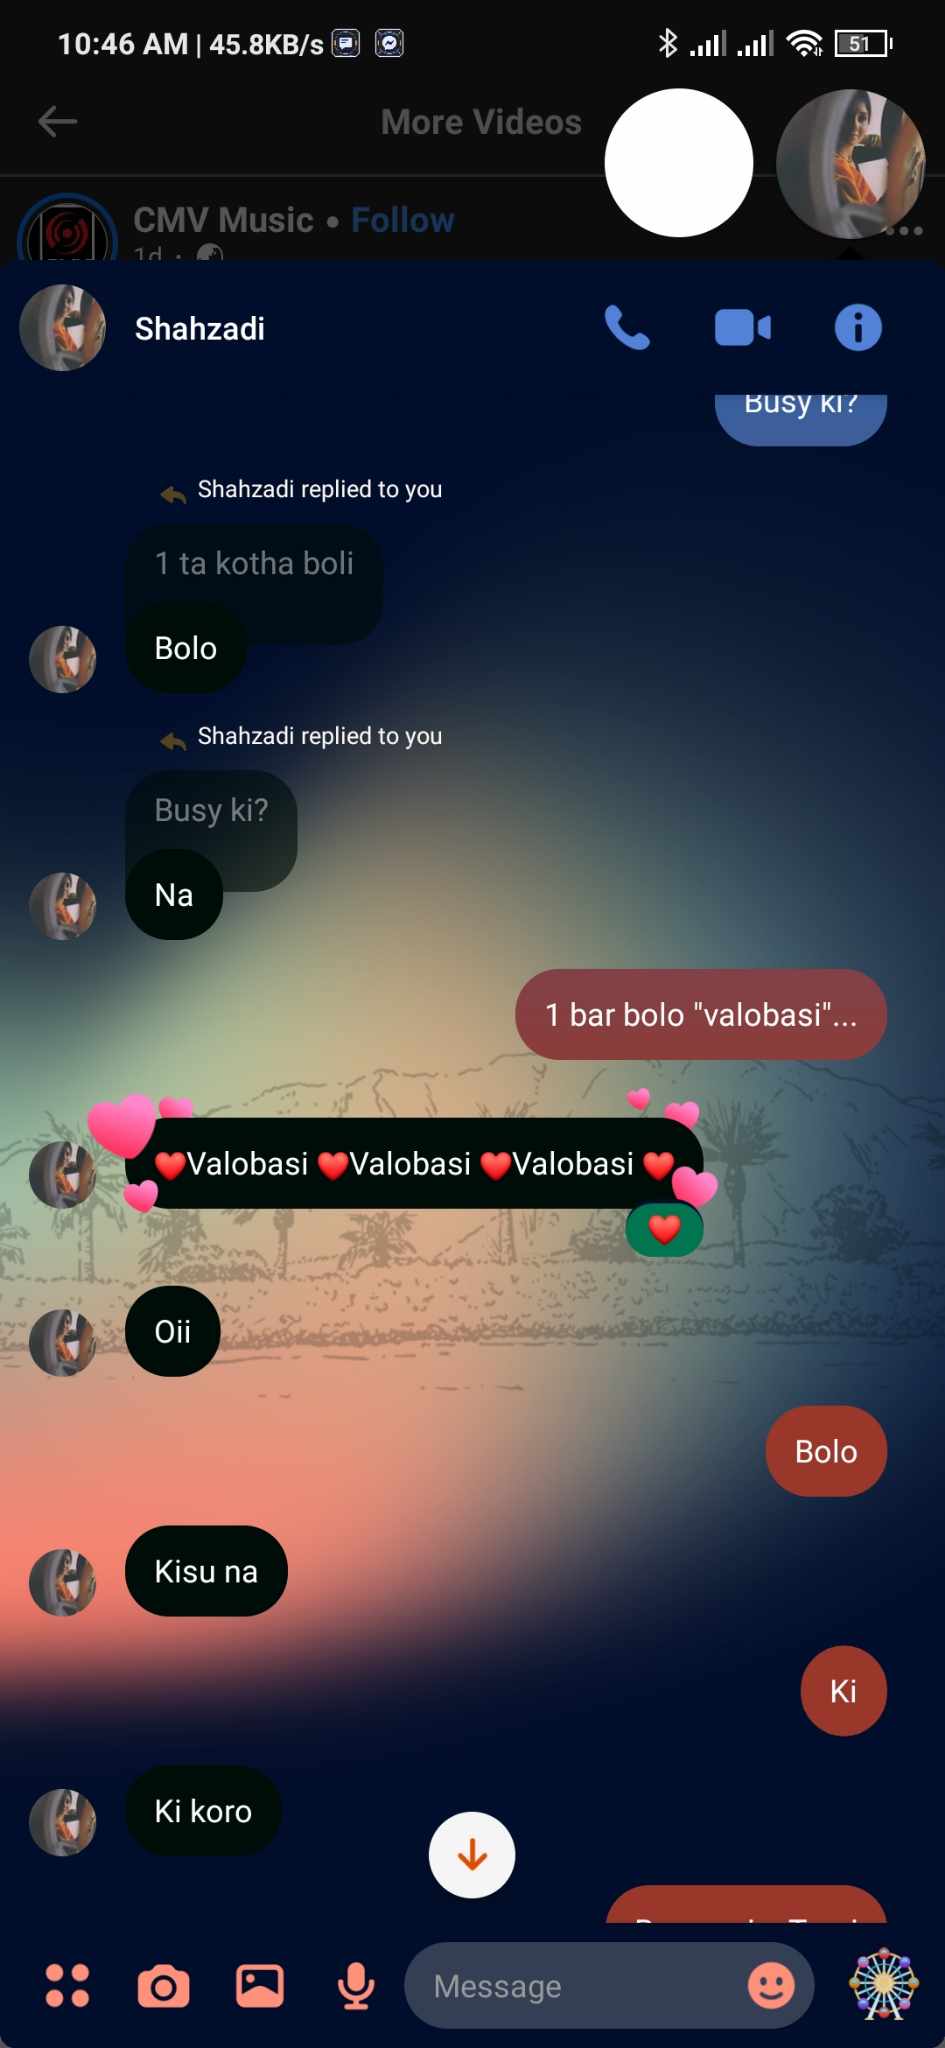 10:46 AM | 45.8KB/s
51
More Videos
CMV Music • Follow
1d ·
Shahzadi
Busy ki?
Shahzadi replied to you
1 ta kotha boli
Bolo
Shahzadi replied to you
Busy ki?
Na
1 bar bolo "valobasi"...
❤️Valobasi ❤️Valobasi ❤️Valobasi ❤️
Oii
Bolo
Kisu na
Ki
Ki koro
Message